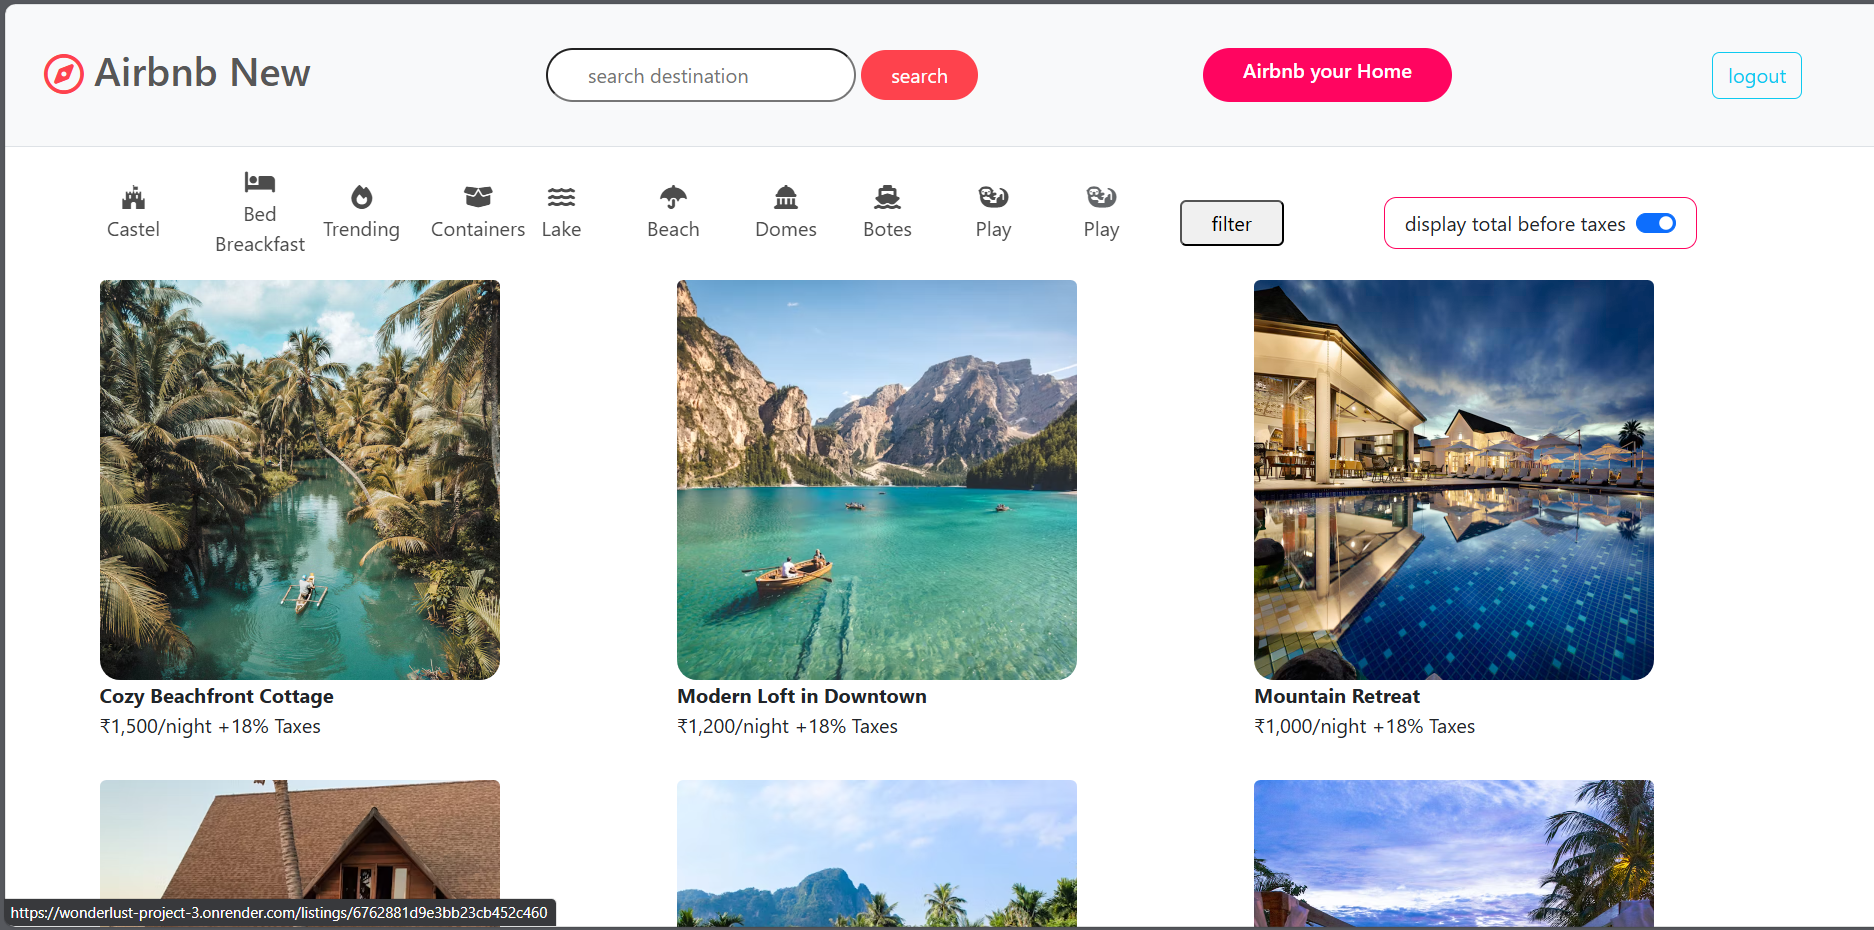 Airbnb New
search destination
search
Airbnb your Home
logout
Castel
Bed
Breackfast
Trending
Containers
Lake
Beach
Domes
Botes
Play
Play
filter
display total before taxes
Cozy Beachfront Cottage
₹1,500/night +18% Taxes
Modern Loft in Downtown
₹1,200/night +18% Taxes
Mountain Retreat
₹1,000/night +18% Taxes
https://wonderlust-project-3.onrender.com/listings/6762881d9e3bb23cb452c460